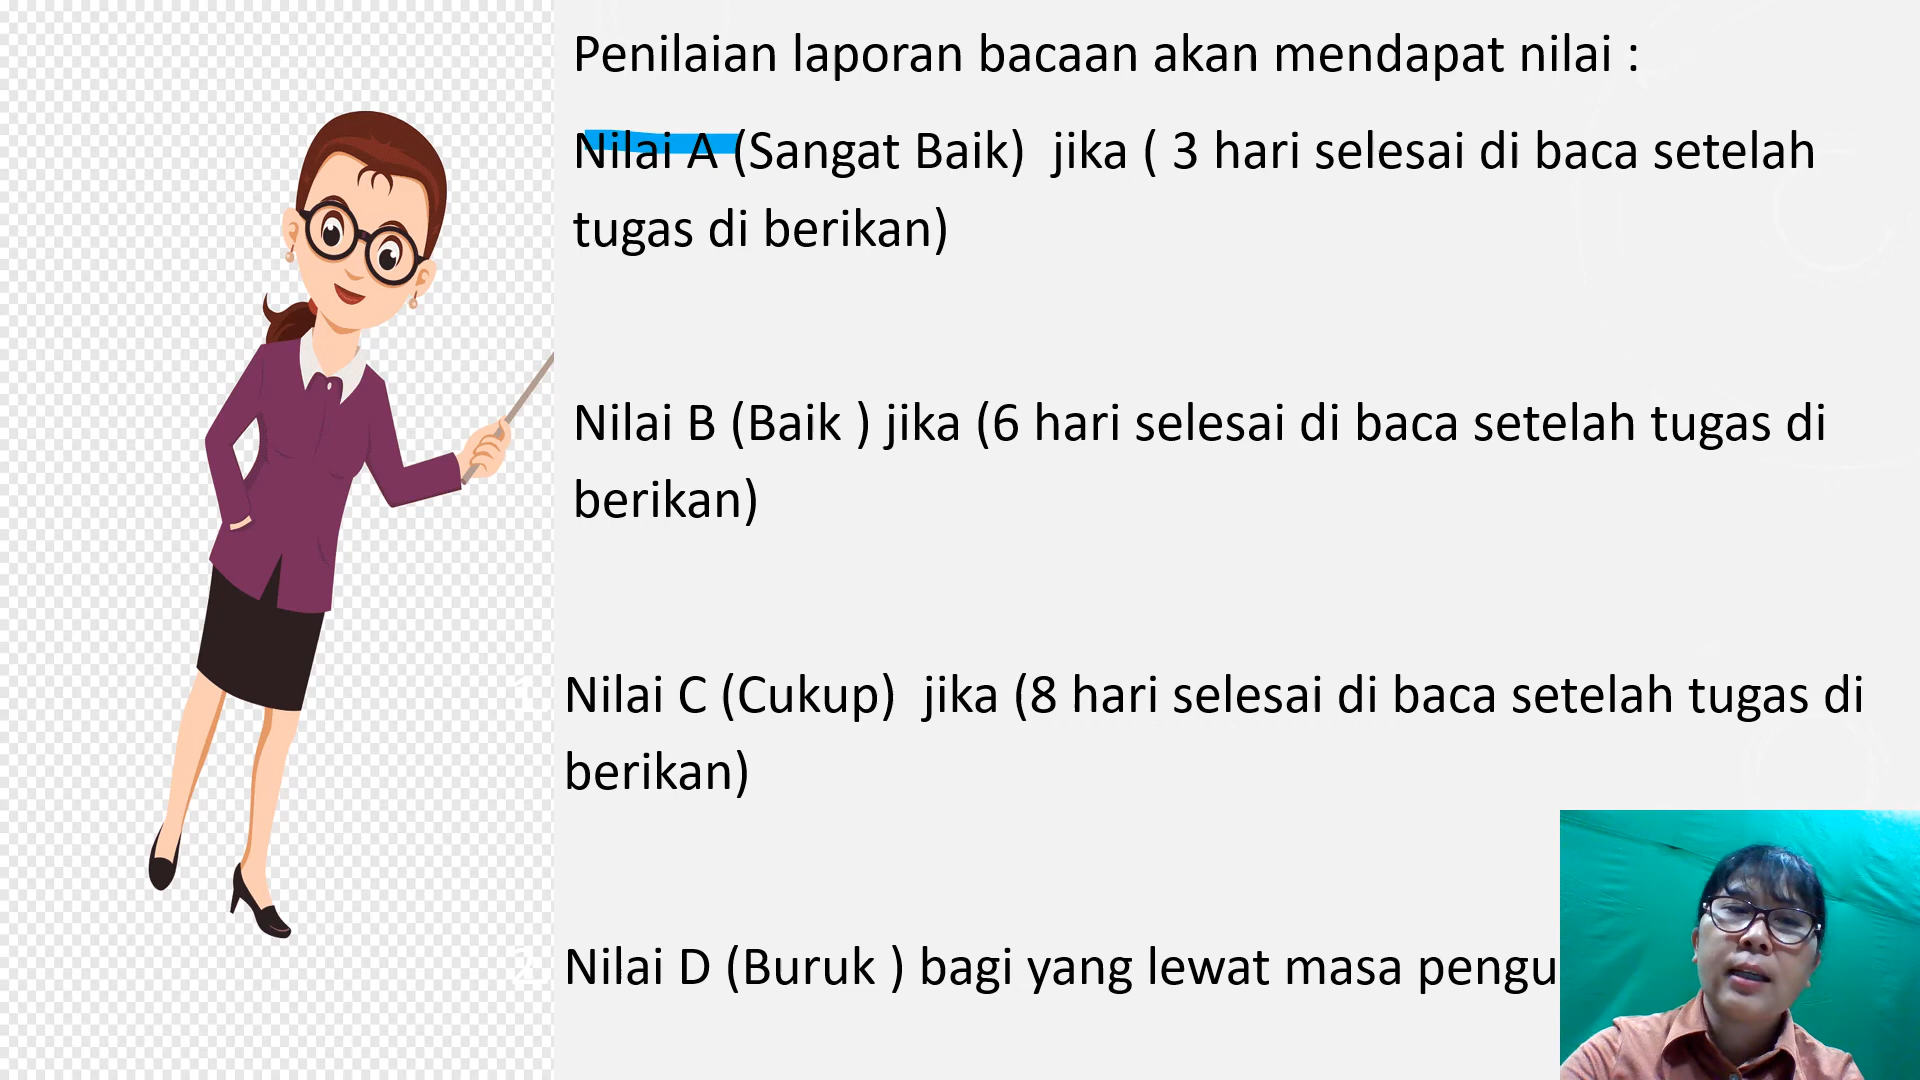 Penilaian laporan bacaan akan mendapat nilai :
Nilai A (Sangat Baik)  jika ( 3 hari selesai di baca setelah
tugas di berikan)
Nilai B (Baik ) jika (6 hari selesai di baca setelah tugas di
berikan)
Nilai C (Cukup)  jika (8 hari selesai di baca setelah tugas di
berikan)
Nilai D (Buruk ) bagi yang lewat masa pengu